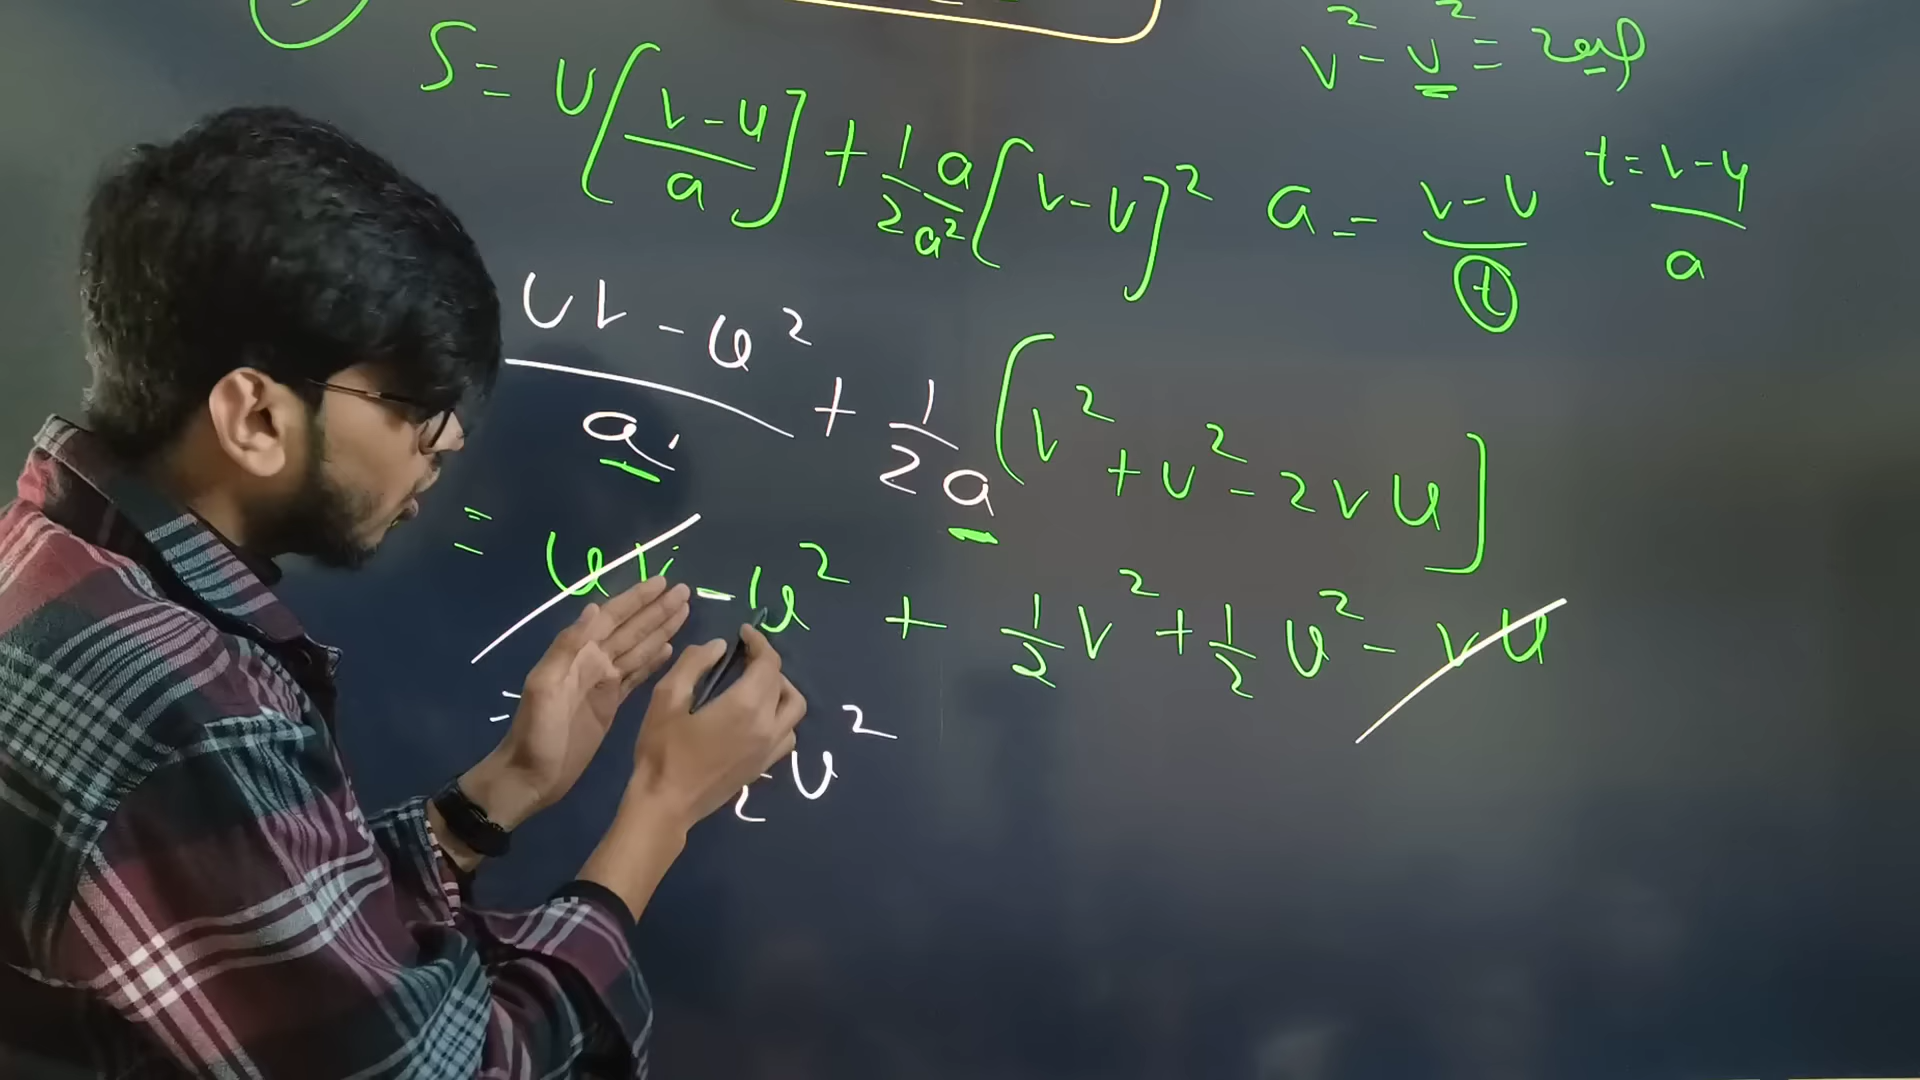 v² - u² = 2as
S = u[(v-u)/a] + 1/2 a/a² [v-u]²
a = (v-u)/t
t = (v-u)/a
(uv - u²)/a + 1/2a [v² + u² - 2vu]
= uv - u² + 1/2 v² + 1/2 u² - vu
= 2 u²